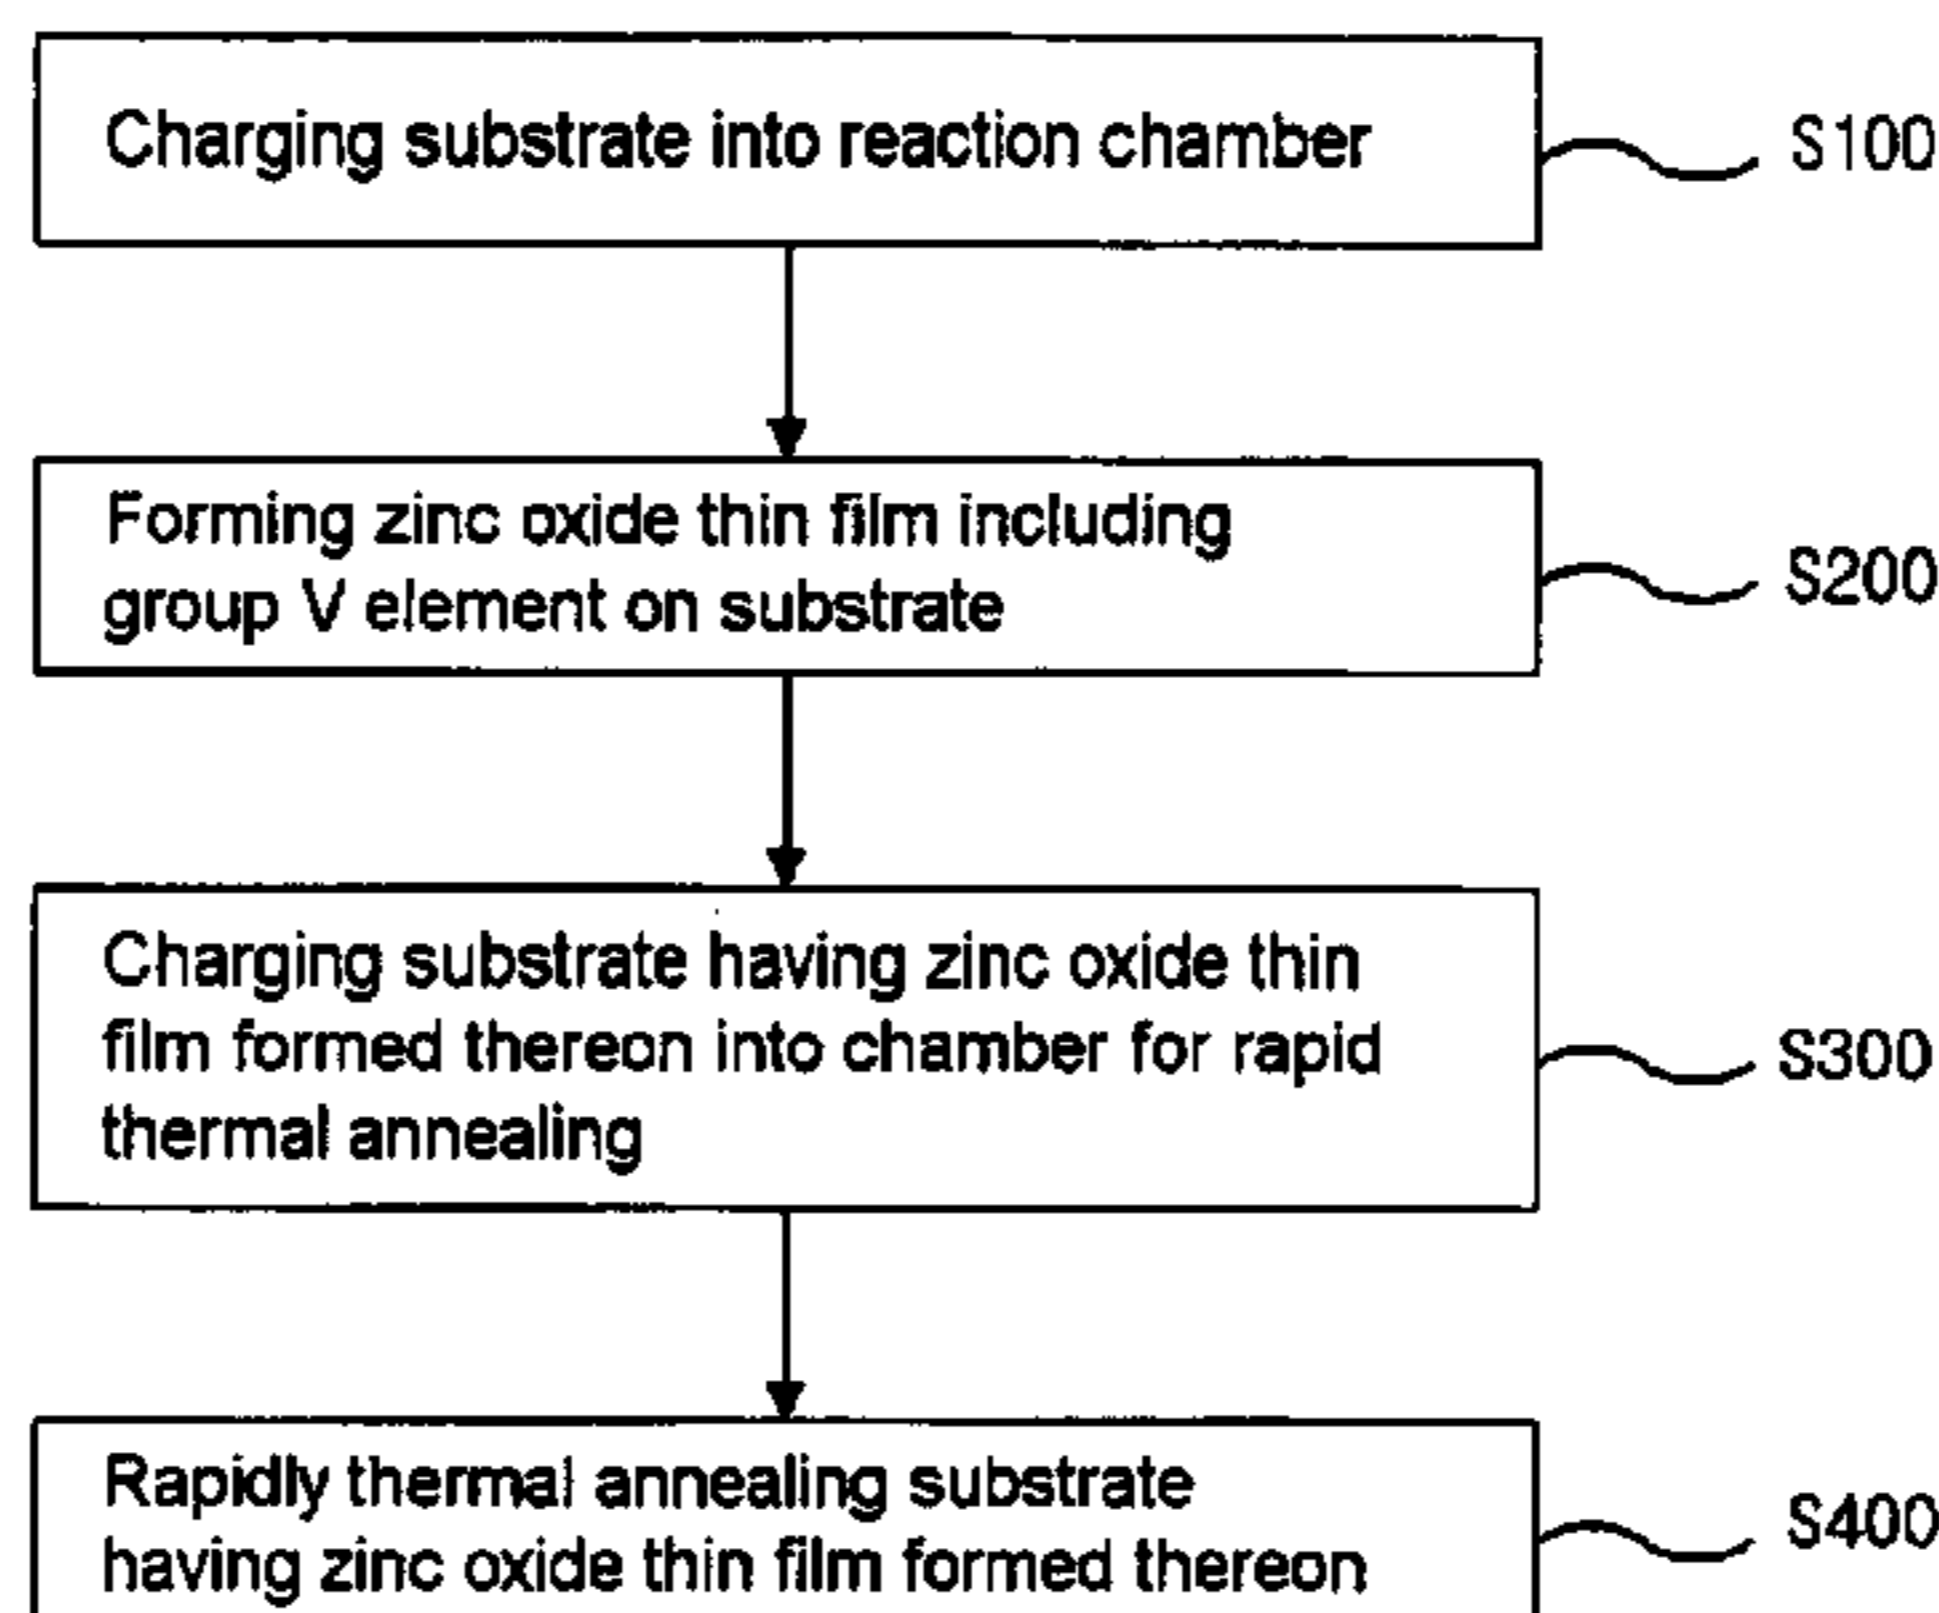 Charging substrate into reaction chamber
S100
Forming zinc oxide thin film including
group V element on substrate
S200
Charging substrate having zinc oxide thin
film formed thereon into chamber for rapid
thermal annealing
S300
Rapidly thermal annealing substrate
having zinc oxide thin film formed thereon
S400